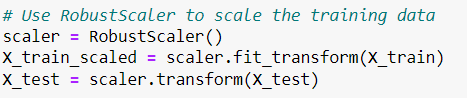 # Use RobustScaler to scale the training data
scaler = RobustScaler()
X_train_scaled = scaler.fit_transform(X_train)
X_test = scaler.transform(X_test)